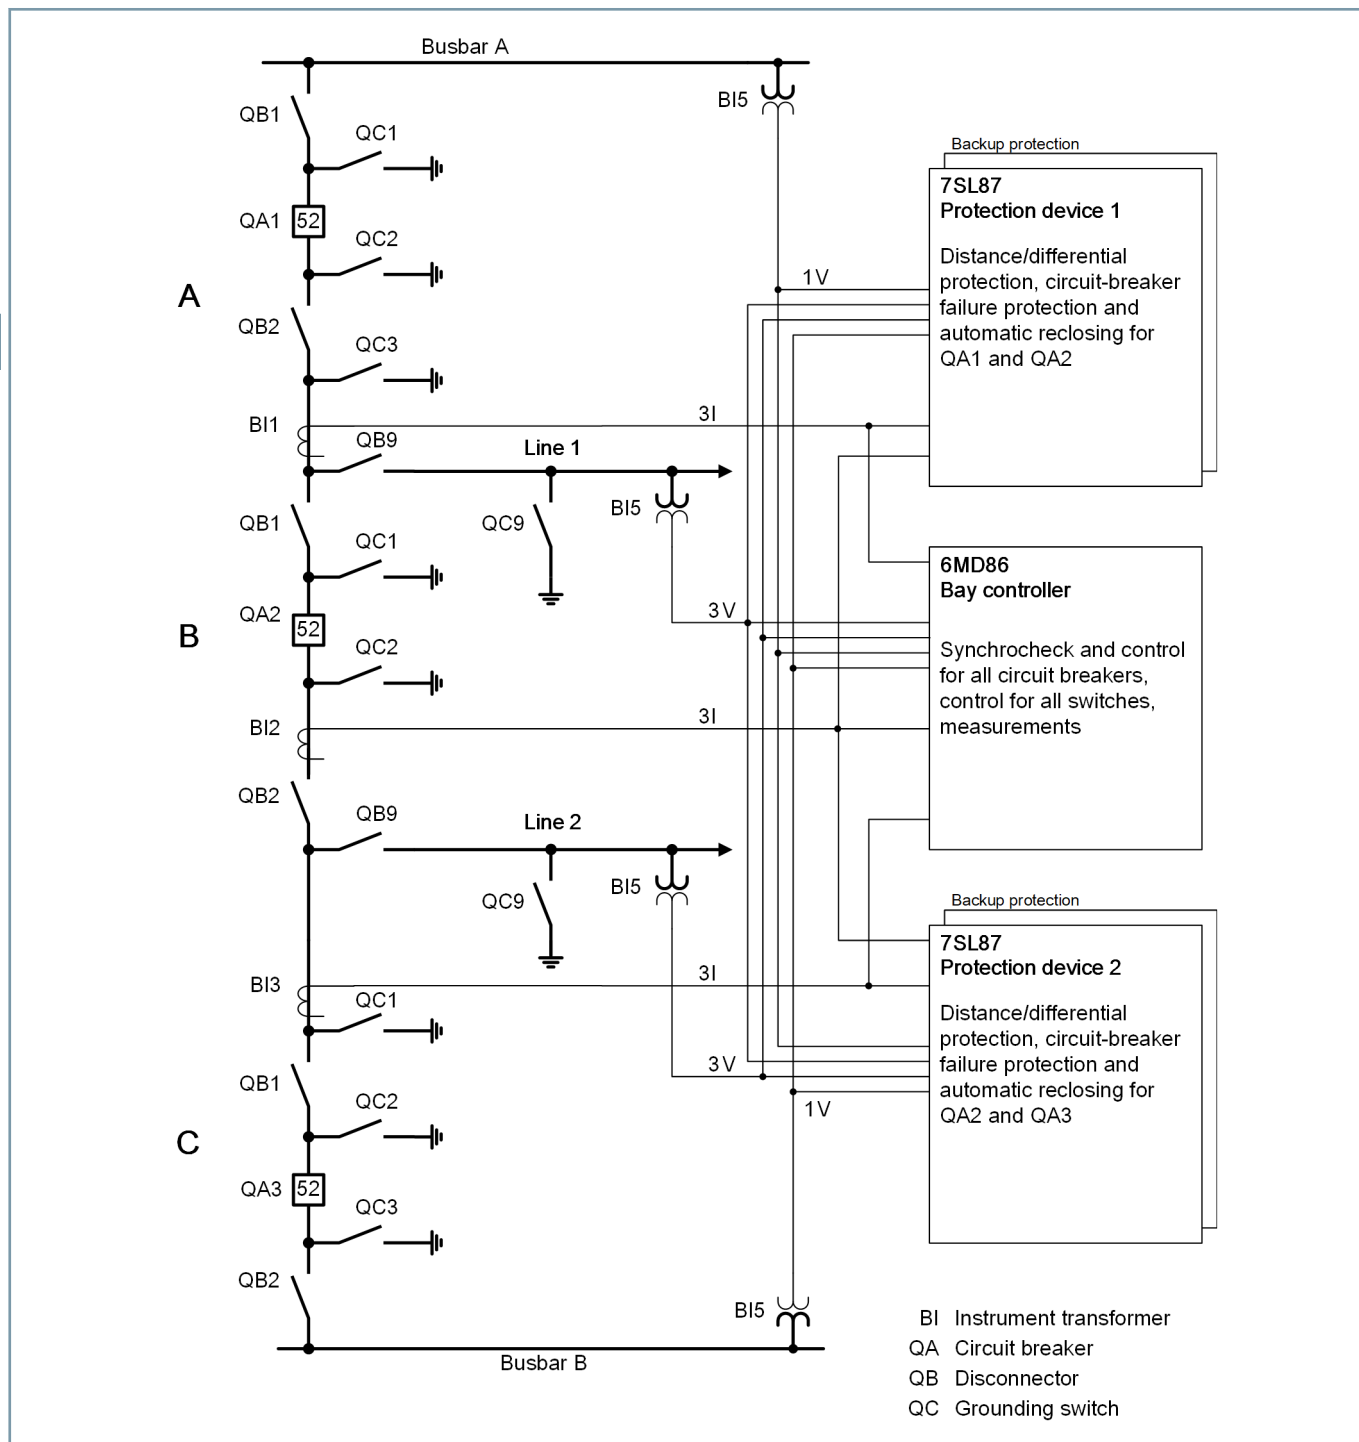 Busbar A
BI5
QB1
QC1
Backup protection
7SL87
Protection device 1
QA1 52
QC2
Distance/differential
protection, circuit-breaker
failure protection and
automatic reclosing for
QA1 and QA2
1V
A
QB2
QC3
BI1
3I
QB9
Line 1
QC9
BI5
QB1
QC1
6MD86
Bay controller
QA2
52
3V
B
QC2
Synchrocheck and control
for all circuit breakers,
control for all switches,
measurements
BI2
3I
QB2
QB9
Line 2
QC9
BI5
Backup protection
7SL87
Protection device 2
BI3
3I
QC1
Distance/differential
protection, circuit-breaker
failure protection and
automatic reclosing for
QA2 and QA3
3V
1V
QB1
QC2
C
QA3 52
QC3
QB2
BI5
Busbar B
BI Instrument transformer
QA Circuit breaker
QB Disconnector
QC Grounding switch